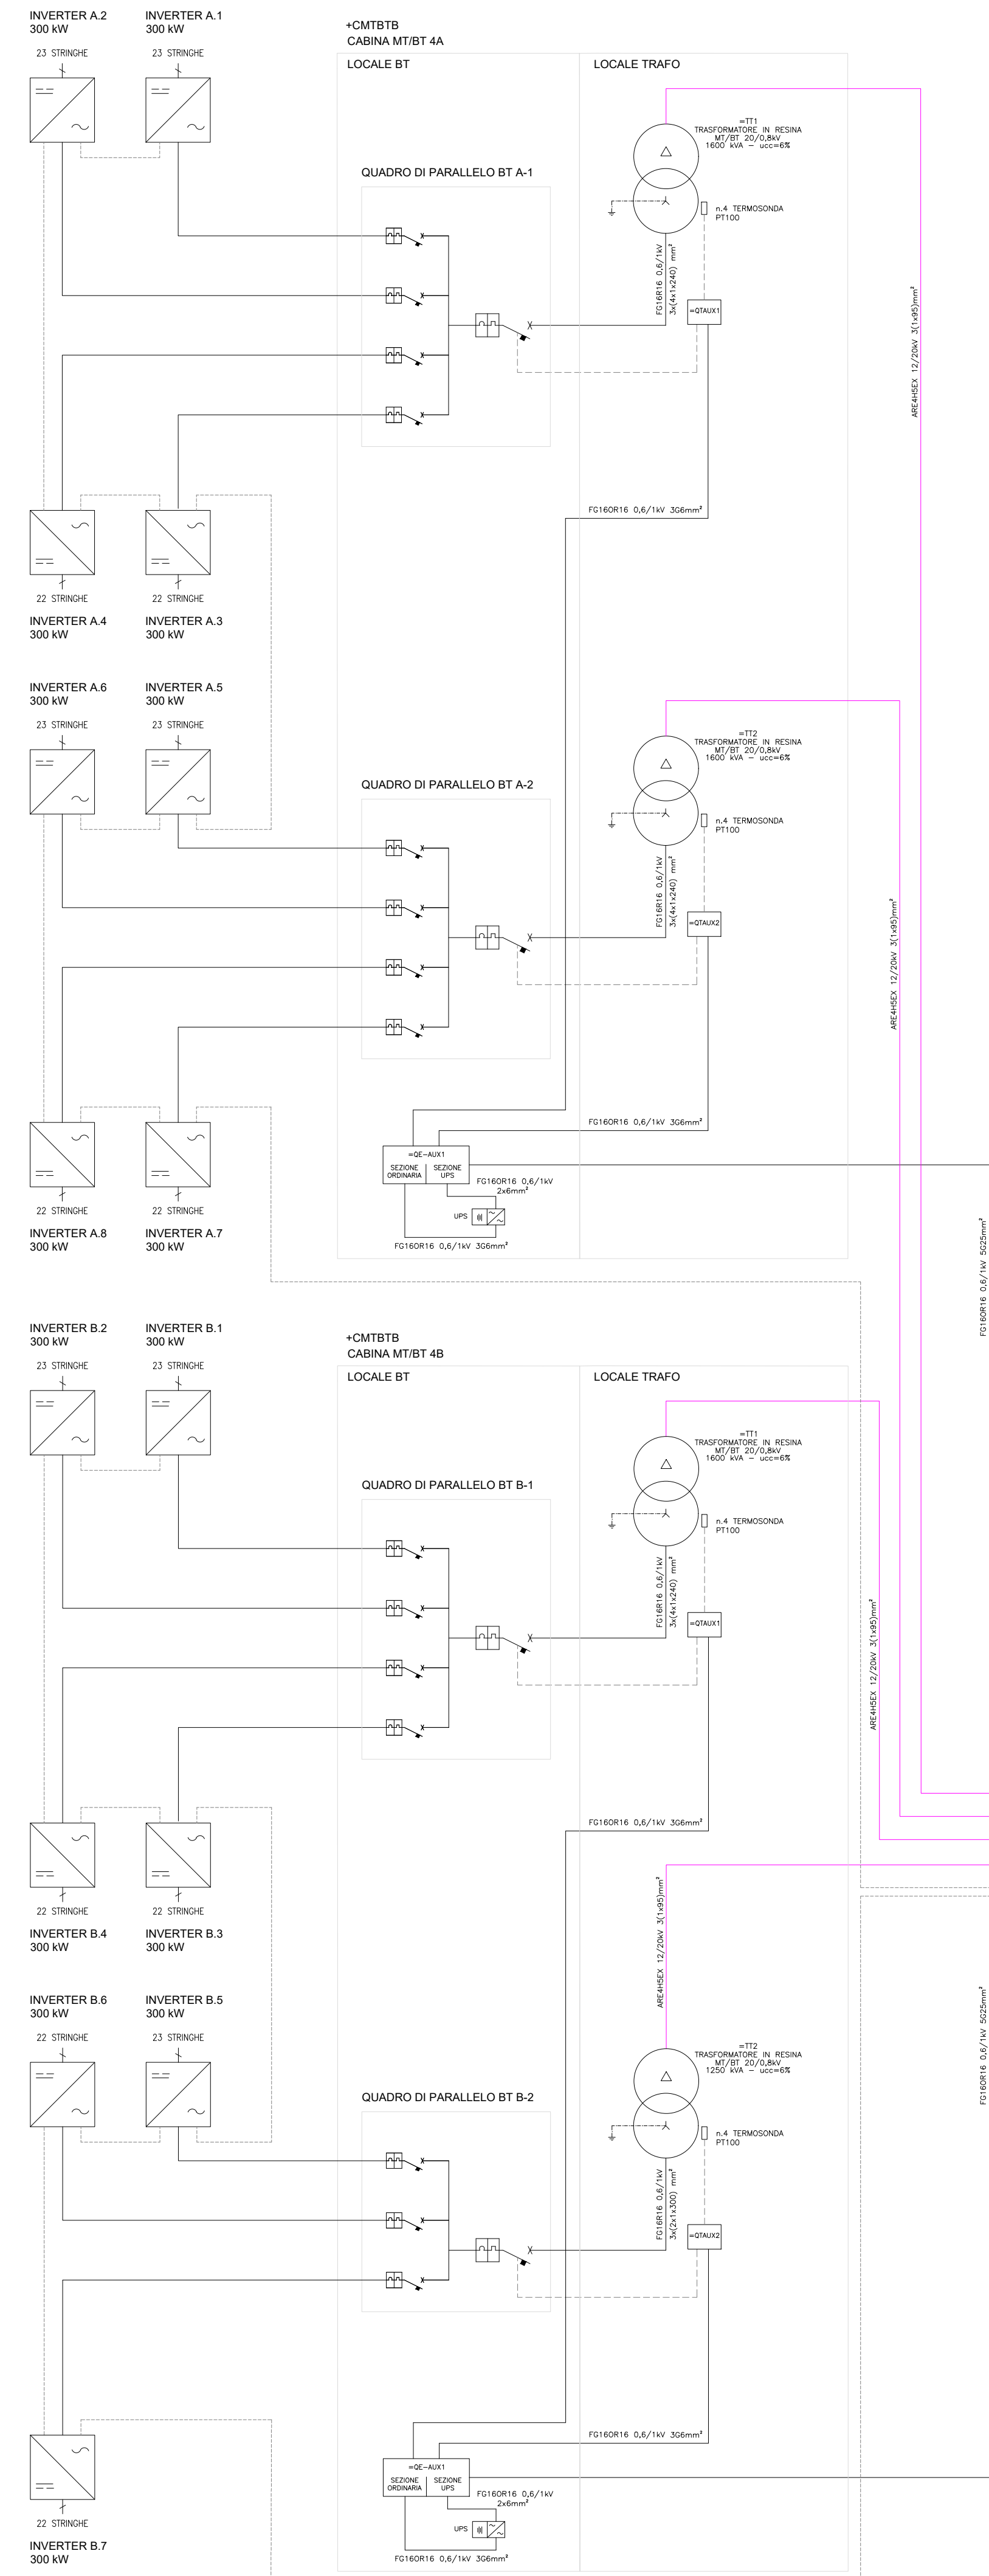 INVERTER A.2
300 kW
23 STRINGHE
INVERTER A.1
300 kW
23 STRINGHE
+CMTBTB
CABINA MT/BT 4A
LOCALE BT
LOCALE TRAFO
=TT1
TRASFORMATORE IN RESINA
MT/BT 20/0,8kV
1600 kVA - ucc=6%
QUADRO DI PARALLELO BT A-1
n.4 TERMOSONDA
PT100
FG16R16 0,6/1kV
3x(4x1x240) mm²
=QTAUX1
ARE4H5EX 12/20kV 3(1x95)mm²
FG16OR16 0,6/1kV 3G6mm²
22 STRINGHE
INVERTER A.4
300 kW
22 STRINGHE
INVERTER A.3
300 kW
INVERTER A.6
300 kW
23 STRINGHE
INVERTER A.5
300 kW
23 STRINGHE
=TT2
TRASFORMATORE IN RESINA
MT/BT 20/0,8kV
1600 kVA - ucc=6%
QUADRO DI PARALLELO BT A-2
n.4 TERMOSONDA
PT100
FG16R16 0,6/1kV
3x(4x1x240) mm²
=QTAUX2
ARE4H5EX 12/20kV 3(1x95)mm²
FG16OR16 0,6/1kV 3G6mm²
=QE-AUX1
SEZIONE
ORDINARIA
SEZIONE
UPS
FG16OR16 0,6/1kV
2x6mm²
UPS
FG16OR16 0,6/1kV 3G6mm²
22 STRINGHE
INVERTER A.8
300 kW
22 STRINGHE
INVERTER A.7
300 kW
FG16OR16 0,6/1kV 5G25mm²
INVERTER B.2
300 kW
23 STRINGHE
INVERTER B.1
300 kW
23 STRINGHE
+CMTBTB
CABINA MT/BT 4B
LOCALE BT
LOCALE TRAFO
=TT1
TRASFORMATORE IN RESINA
MT/BT 20/0,8kV
1600 kVA - ucc=6%
QUADRO DI PARALLELO BT B-1
n.4 TERMOSONDA
PT100
FG16R16 0,6/1kV
3x(4x1x240) mm²
=QTAUX1
ARE4H5EX 12/20kV 3(1x95)mm²
FG16OR16 0,6/1kV 3G6mm²
22 STRINGHE
INVERTER B.4
300 kW
22 STRINGHE
INVERTER B.3
300 kW
ARE4H5EX 12/20kV 3(1x95)mm²
INVERTER B.6
300 kW
22 STRINGHE
INVERTER B.5
300 kW
23 STRINGHE
=TT2
TRASFORMATORE IN RESINA
MT/BT 20/0,8kV
1250 kVA - ucc=6%
QUADRO DI PARALLELO BT B-2
n.4 TERMOSONDA
PT100
FG16R16 0,6/1kV
3x(2x1x300) mm²
=QTAUX2
FG16OR16 0,6/1kV 5G25mm²
FG16OR16 0,6/1kV 3G6mm²
=QE-AUX1
SEZIONE
ORDINARIA
SEZIONE
UPS
FG16OR16 0,6/1kV
2x6mm²
UPS
FG16OR16 0,6/1kV 3G6mm²
22 STRINGHE
INVERTER B.7
300 kW